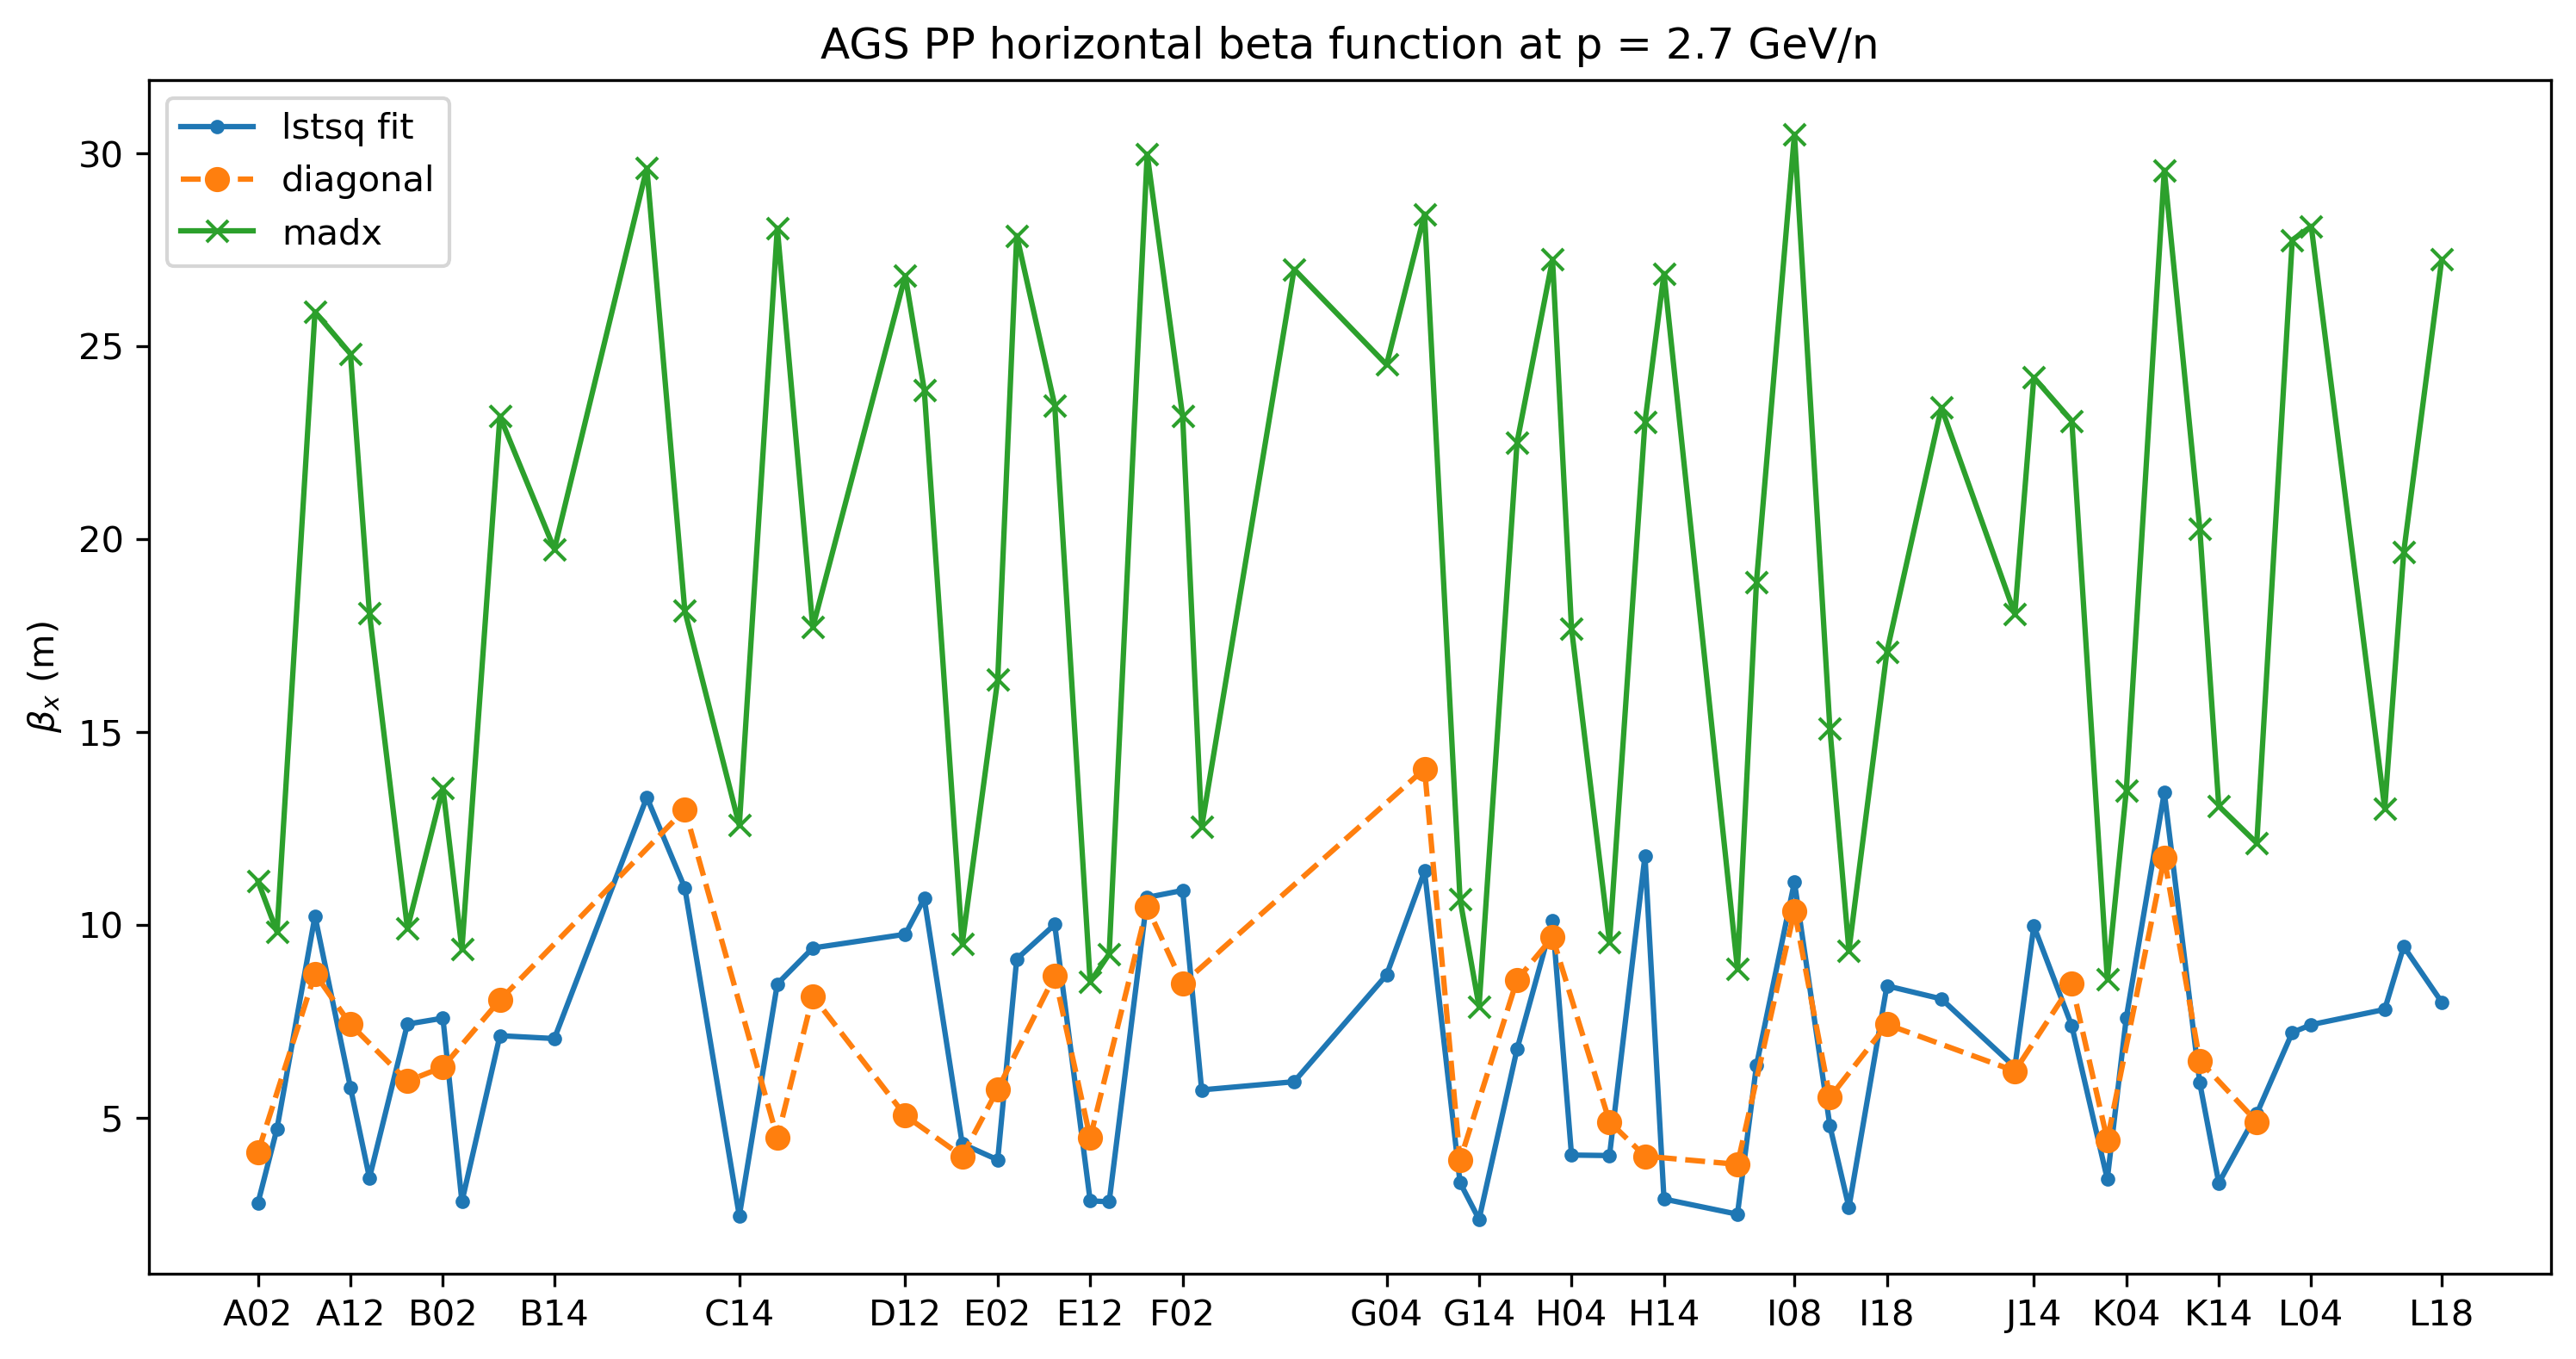 AGS PP horizontal beta function at p = 2.7 GeV/n
lstsq fit
diagonal
madx
30
25
20
15
10
5
βx (m)
A02 A12 B02 B14 C14 D12 E02 E12 F02 G04 G14 H04 H14 I08 I18 J14 K04 K14 L04 L18